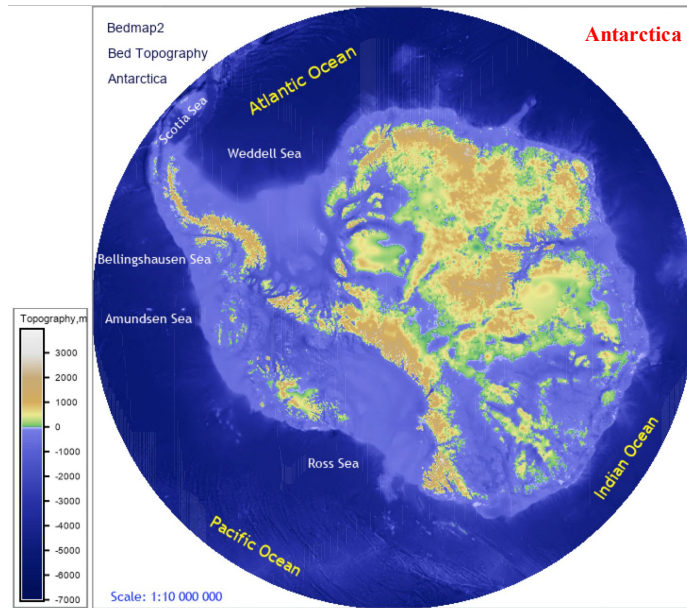 Bedmap2
Bed Topography
Antarctica
Antarctica
Atlantic Ocean
Scotia Sea
Weddell Sea
Bellingshausen Sea
Amundsen Sea
Ross Sea
Indian Ocean
Pacific Ocean
Scale: 1:10 000 000
Topography,m
3000
2000
1000
0
-1000
-2000
-3000
-4000
-5000
-6000
-7000